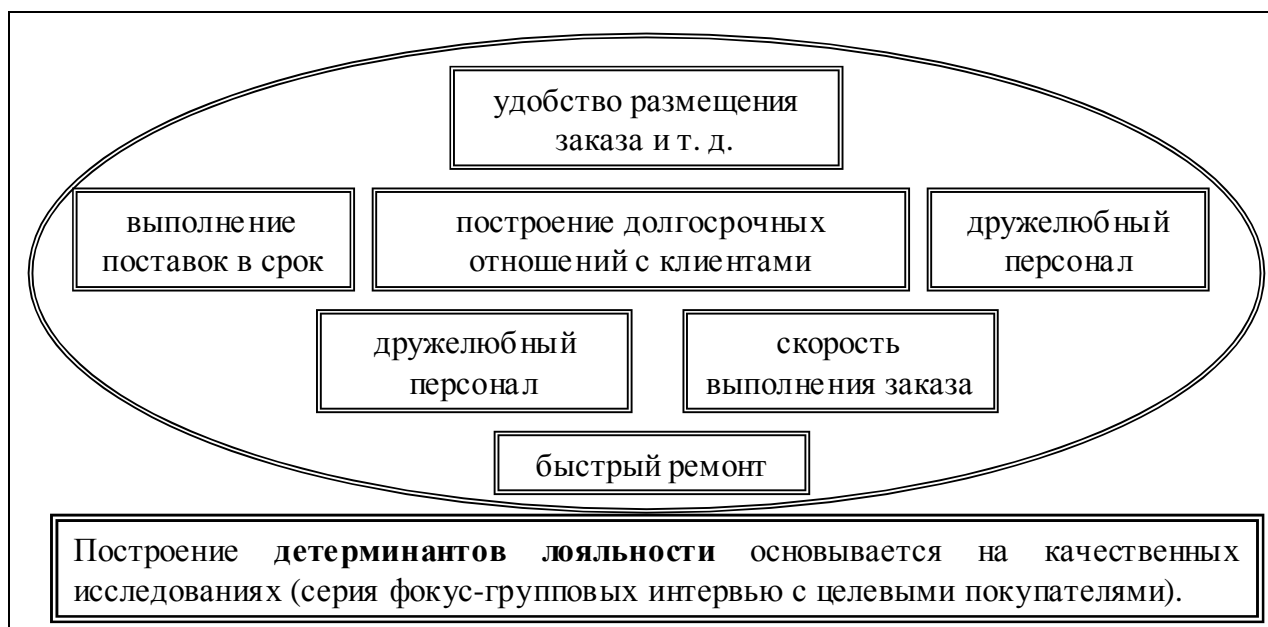 удобство размещения
заказа и т. д.
выполнение
поставок в срок
построение долгосрочных
отношений с клиентами
дружелюбный
персонал
дружелюбный
персонал
скорость
выполнения заказа
быстрый ремонт
Построение детерминантов лояльности основывается на качественных
исследованиях (серия фокус-групповых интервью с целевыми покупателями).